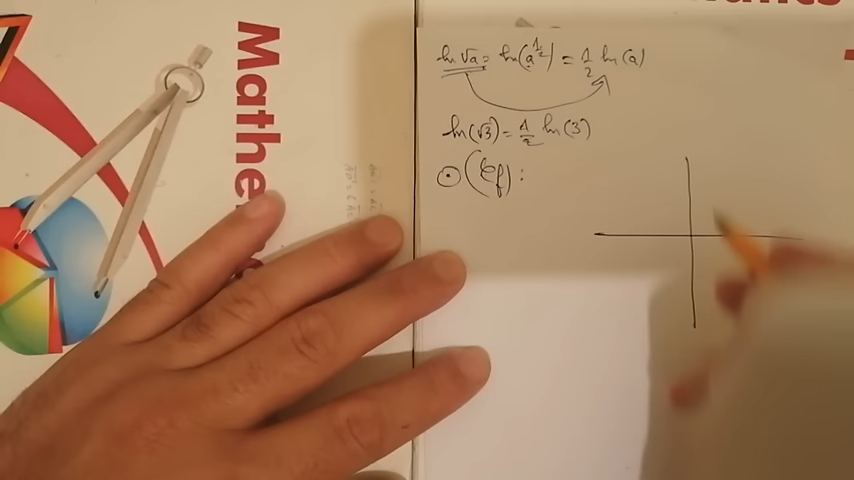 Mathe
ln √a = ln(a^{1/2}) = 1/2 ln(a)
ln(√3) = 1/2 ln(3)
⊙ (𝒞f) :